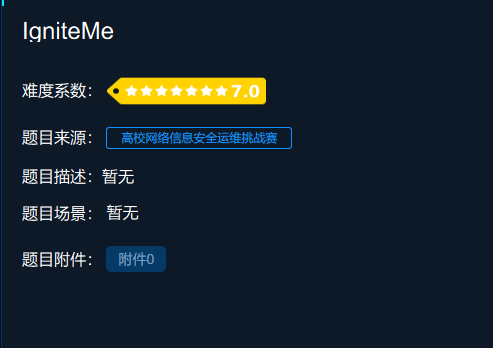 IgniteMe
难度系数： 7.0
题目来源： 高校网络信息安全运维挑战赛
题目描述：暂无
题目场景： 暂无
题目附件： 附件0